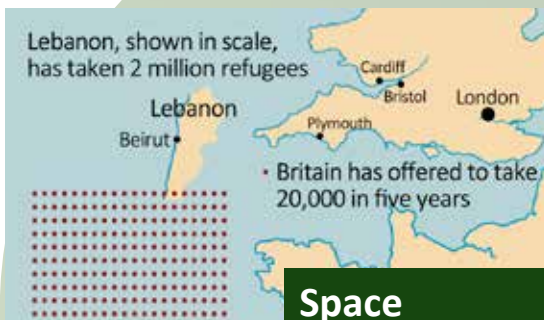 Lebanon, shown in scale,
has taken 2 million refugees
Lebanon
Beirut
Cardiff
Bristol
London
Plymouth
Britain has offered to take
20,000 in five years
Space